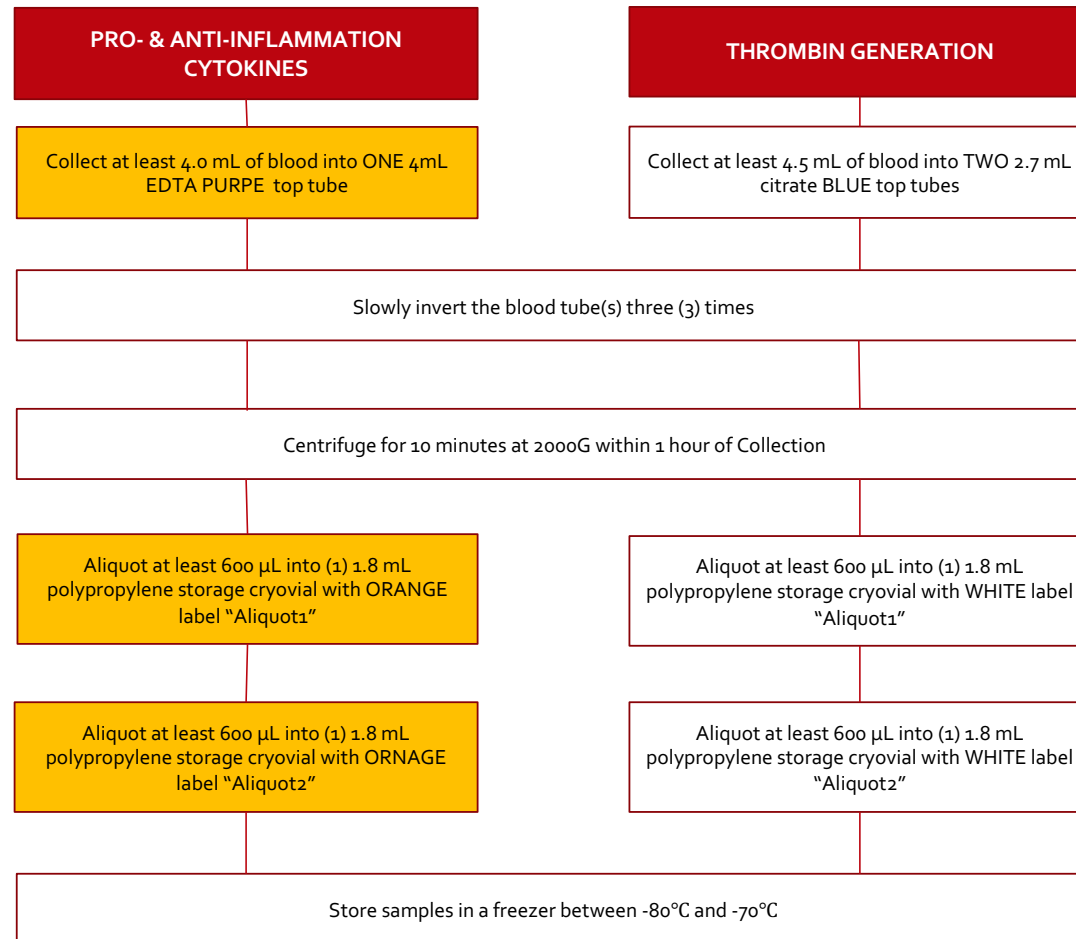 PRO- & ANTI-INFLAMMATION
CYTOKINES
THROMBIN GENERATION
Collect at least 4.0 mL of blood into ONE 4mL
EDTA PURPE top tube
Collect at least 4.5 mL of blood into TWO 2.7 mL
citrate BLUE top tubes
Slowly invert the blood tube(s) three (3) times
Centrifuge for 10 minutes at 2000G within 1 hour of Collection
Aliquot at least 600 µL into (1) 1.8 mL
polypropylene storage cryovial with ORANGE
label “Aliquot1”
Aliquot at least 600 µL into (1) 1.8 mL
polypropylene storage cryovial with WHITE label
“Aliquot1”
Aliquot at least 600 µL into (1) 1.8 mL
polypropylene storage cryovial with ORNAGE
label “Aliquot2”
Aliquot at least 600 µL into (1) 1.8 mL
polypropylene storage cryovial with WHITE label
“Aliquot2”
Store samples in a freezer between -80℃ and -70℃